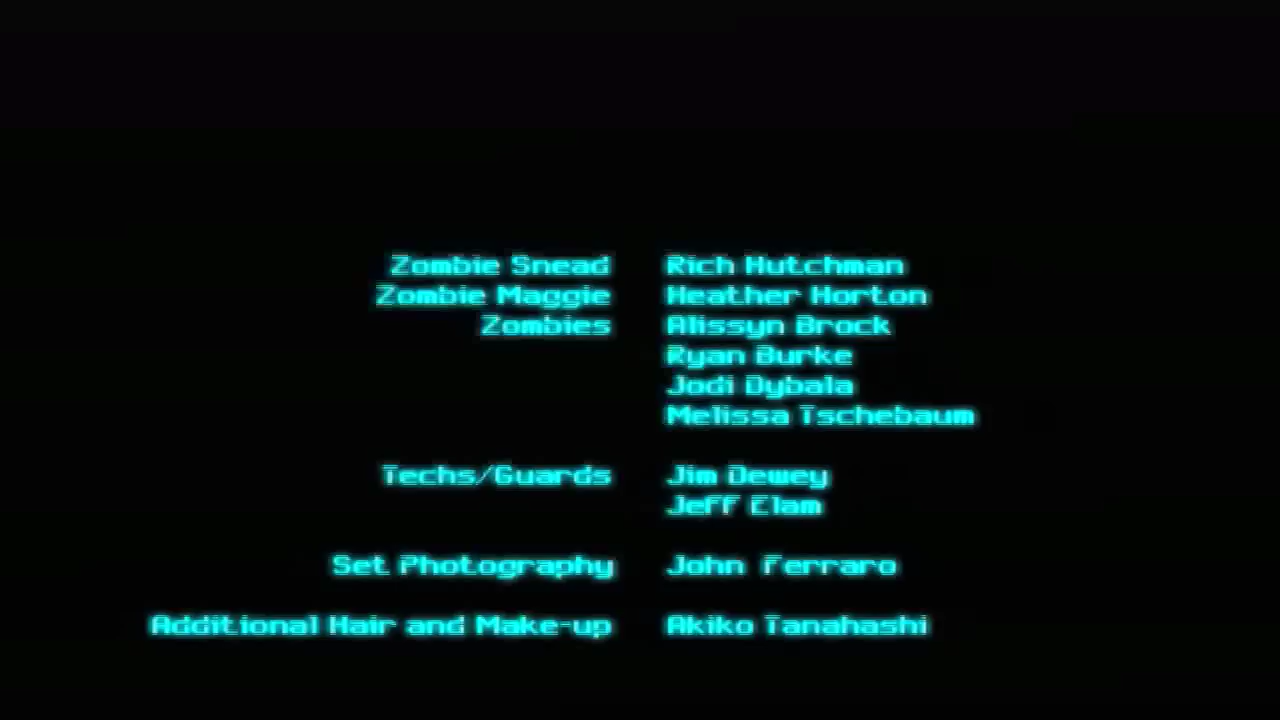 Zombie Snead Rich Hutchman
Zombie Maggie Heather Horton
Zombies Alissyn Brock
Ryan Burke
Jodi Dybala
Melissa Tschebaum
Techs/Guards Jim Dewey
Jeff Elam
Set Photography John Ferraro
Additional Hair and Make-up Akiko Tanahashi